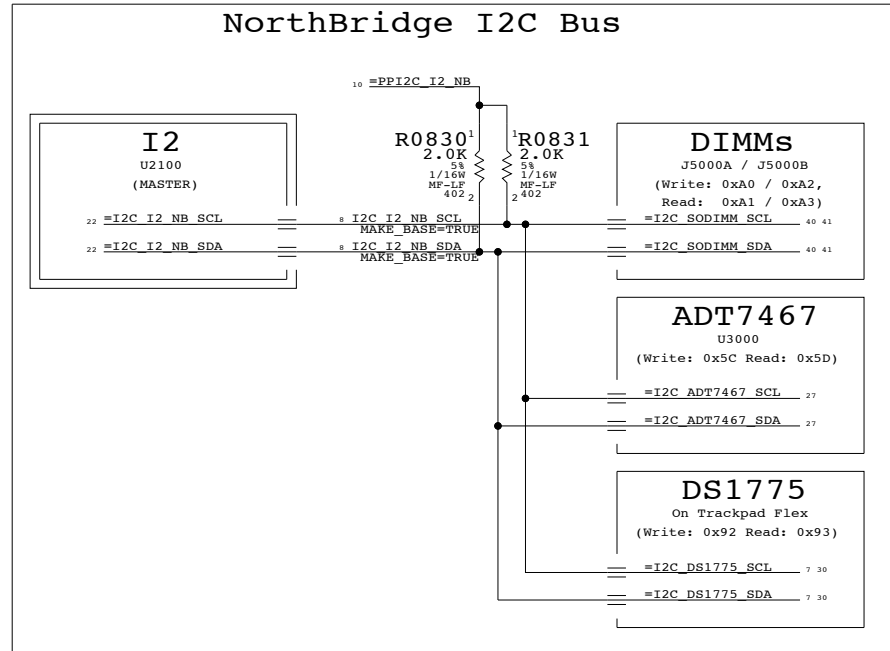 NorthBridge I2C Bus
10 =PPI2C_I2_NB
I2
U2100
(MASTER)
22 =I2C_I2_NB_SCL
22 =I2C_I2_NB_SDA
R0830
2.0K
5%
1/16W
MF-LF
402
1
2
R0831
2.0K
5%
1/16W
MF-LF
402
1
2
8 I2C_I2_NB_SCL
MAKE_BASE=TRUE
8 I2C_I2_NB_SDA
MAKE_BASE=TRUE
DIMMs
J5000A / J5000B
(Write: 0xA0 / 0xA2,
Read: 0xA1 / 0xA3)
=I2C_SODIMM_SCL 40 41
=I2C_SODIMM_SDA 40 41
ADT7467
U3000
(Write: 0x5C Read: 0x5D)
=I2C_ADT7467_SCL 27
=I2C_ADT7467_SDA 27
DS1775
On Trackpad Flex
(Write: 0x92 Read: 0x93)
=I2C_DS1775_SCL 7 30
=I2C_DS1775_SDA 7 30